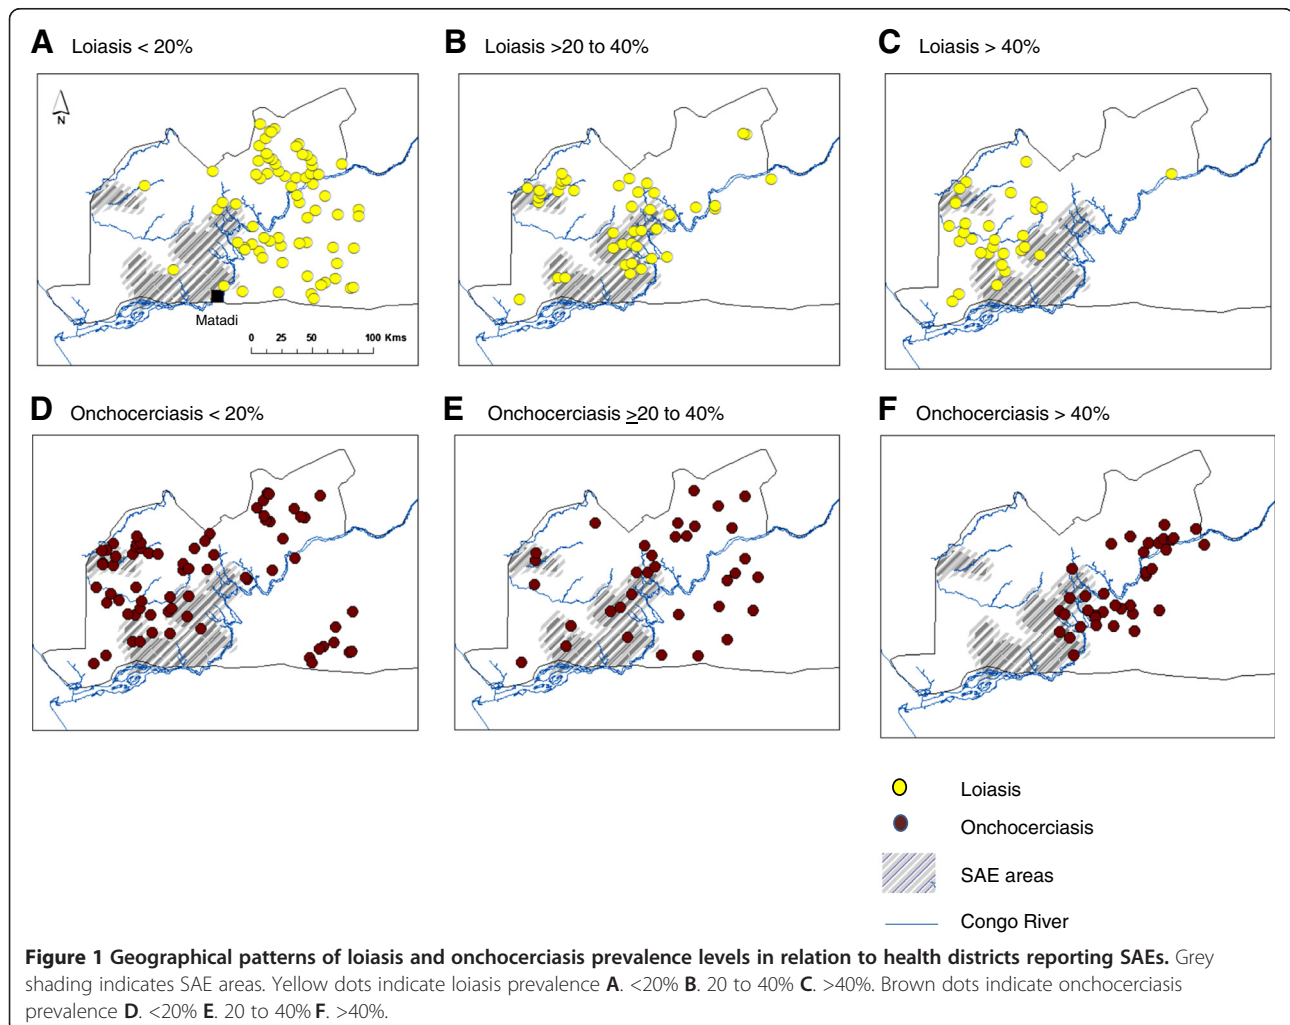 A Loiasis < 20%
B Loiasis >20 to 40%
C Loiasis > 40%
N
Matadi
0 25 50 100 Kms
D Onchocerciasis < 20%
E Onchocerciasis ≥20 to 40%
F Onchocerciasis > 40%
Loiasis
Onchocerciasis
SAE areas
Congo River
Figure 1 Geographical patterns of loiasis and onchocerciasis prevalence levels in relation to health districts reporting SAEs. Grey
shading indicates SAE areas. Yellow dots indicate loiasis prevalence A. <20% B. 20 to 40% C. >40%. Brown dots indicate onchocerciasis
prevalence D. <20% E. 20 to 40% F. >40%.